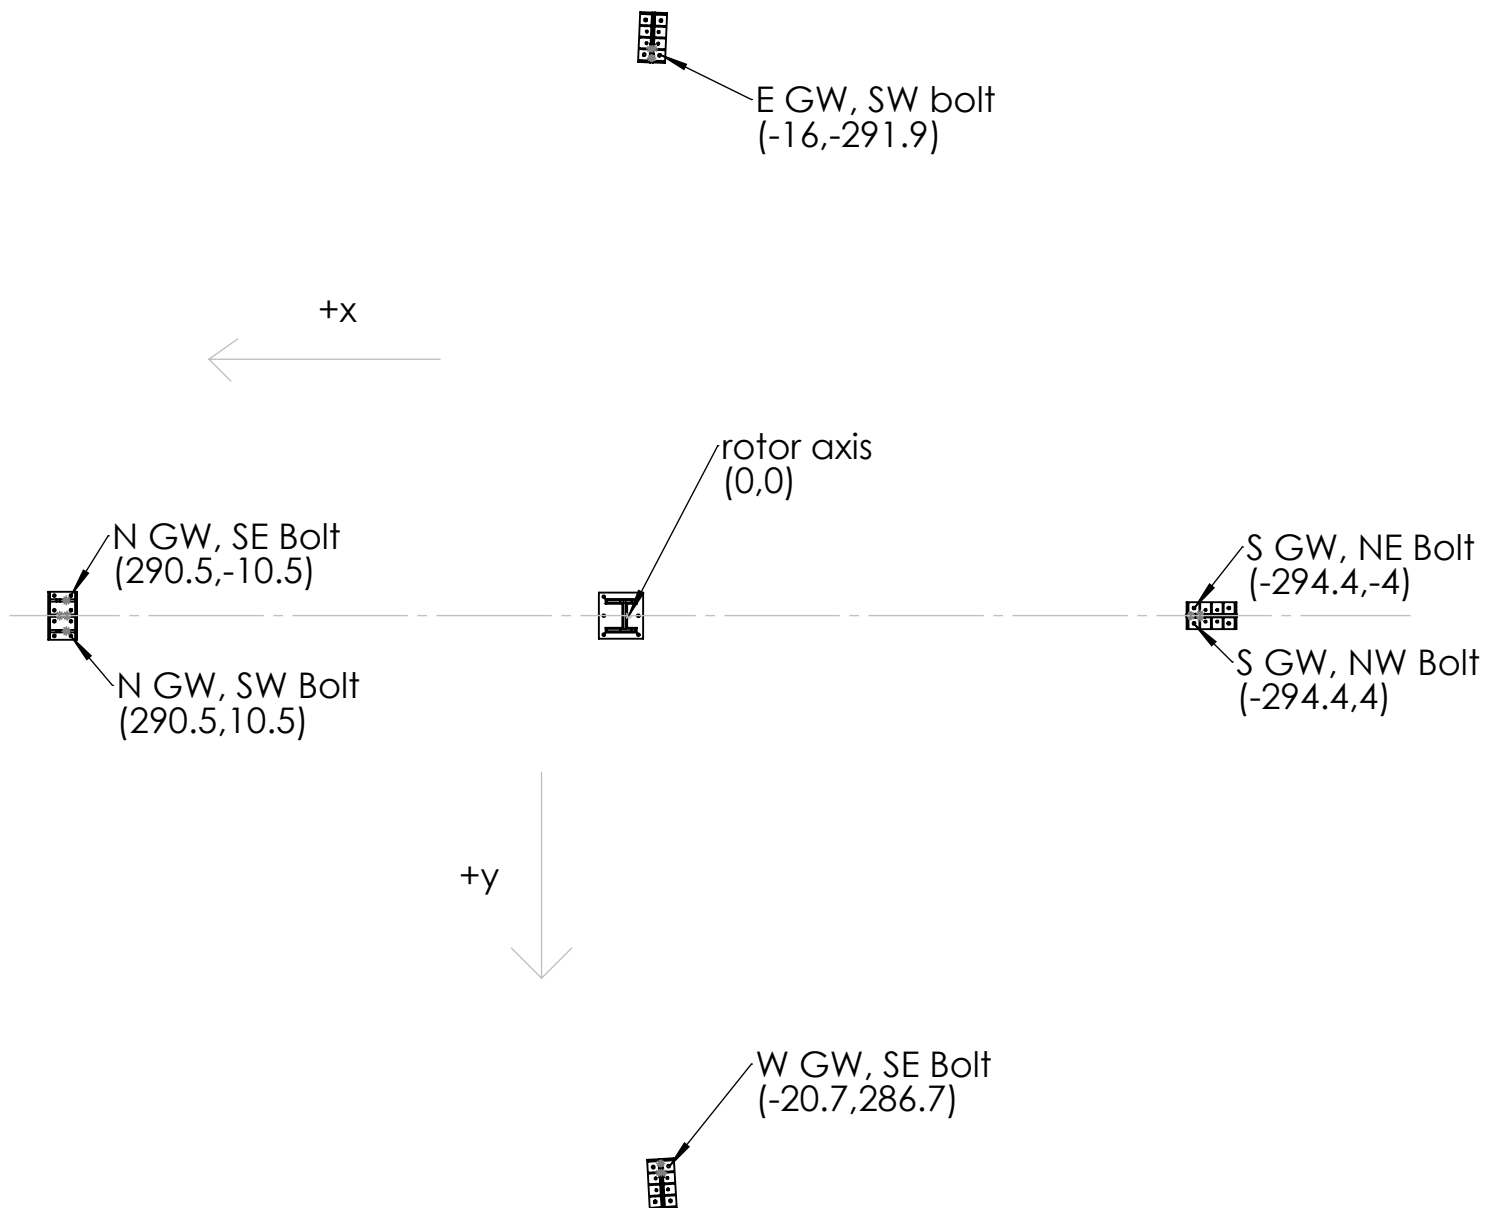 E GW, SW bolt
(-16,-291.9)
+x
rotor axis
(0,0)
N GW, SE Bolt
(290.5,-10.5)
S GW, NE Bolt
(-294.4,-4)
N GW, SW Bolt
(290.5,10.5)
S GW, NW Bolt
(-294.4,4)
+y
W GW, SE Bolt
(-20.7,286.7)